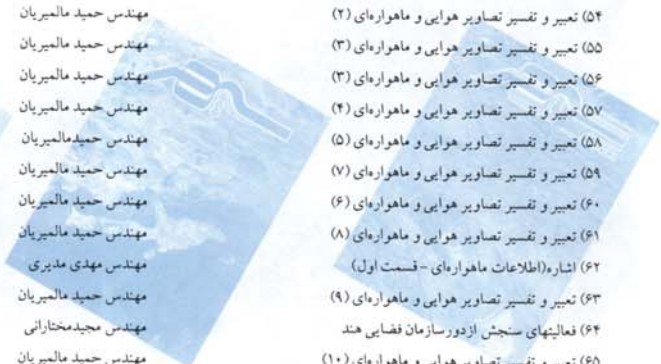 ۵۴) تعبیر و تفسیر تصاویر هوایی و ماهواره‌ای (۲) مهندس حمید مالمیریان
۵۵) تعبیر و تفسیر تصاویر هوایی و ماهواره‌ای (۳) مهندس حمید مالمیریان
۵۶) تعبیر و تفسیر تصاویر هوایی و ماهواره‌ای (۳) مهندس حمید مالمیریان
۵۷) تعبیر و تفسیر تصاویر هوایی و ماهواره‌ای (۴) مهندس حمید مالمیریان
۵۸) تعبیر و تفسیر تصاویر هوایی و ماهواره‌ای (۵) مهندس حمیدمالمیریان
۵۹) تعبیر و تفسیر تصاویر هوایی و ماهواره‌ای (۷) مهندس حمید مالمیریان
۶۰) تعبیر و تفسیر تصاویر هوایی و ماهواره‌ای (۶) مهندس حمید مالمیریان
۶۱) تعبیر و تفسیر تصاویر هوایی و ماهواره‌ای (۸) مهندس حمید مالمیریان
۶۲) اشاره(اطلاعات ماهواره‌ای - قسمت اول) مهندس مهدی مدیری
۶۳) تعبیر و تفسیر تصاویر هوایی و ماهواره‌ای (۹) مهندس حمید مالمیریان
۶۴) فعالیتهای سنجش ازدورسازمان فضایی هند مهندس مجیدمختارانی
۶۵) تعبیر و تفسیر تصاویر هوایی و ماهواره‌ای (۱۰) مهندس حمید مالمیریان